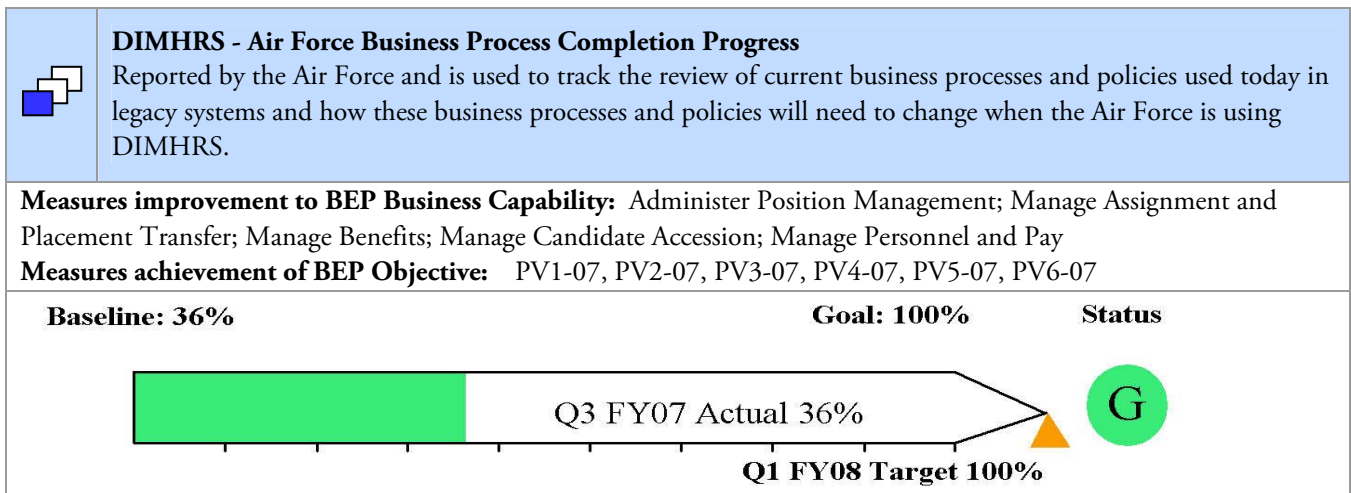 DIMHRS - Air Force Business Process Completion Progress
Reported by the Air Force and is used to track the review of current business processes and policies used today in
legacy systems and how these business processes and policies will need to change when the Air Force is using
DIMHRS.
Measures improvement to BEP Business Capability: Administer Position Management; Manage Assignment and
Placement Transfer; Manage Benefits; Manage Candidate Accession; Manage Personnel and Pay
Measures achievement of BEP Objective: PV1-07, PV2-07, PV3-07, PV4-07, PV5-07, PV6-07
Baseline: 36% Goal: 100% Status
Q3 FY07 Actual 36% G
Q1 FY08 Target 100%